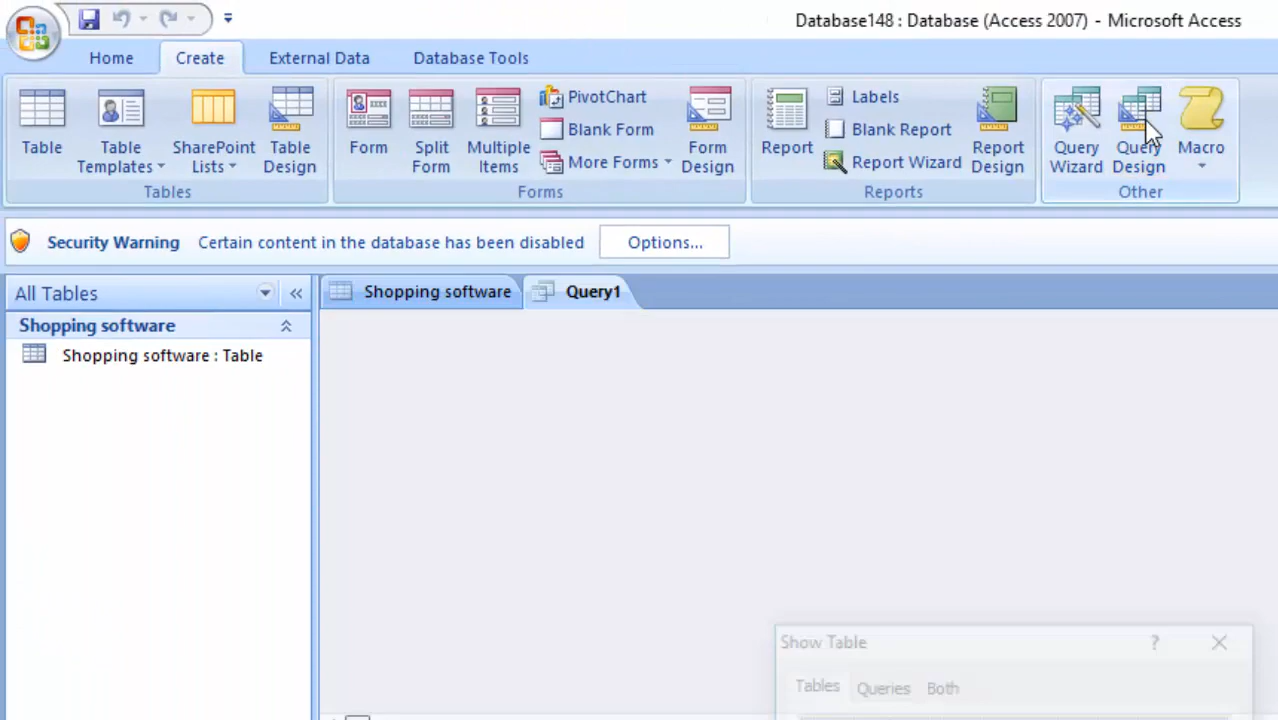 Database148 : Database (Access 2007) - Microsoft Access
Home Create External Data Database Tools
Table
Table Templates
SharePoint Lists
Table Design
Tables
Form
Split Form
Multiple Items
PivotChart
Blank Form
More Forms
Form Design
Forms
Report
Labels
Blank Report
Report Wizard
Report Design
Reports
Query Wizard
Query Design
Macro
Other
Security Warning Certain content in the database has been disabled Options...
All Tables
Shopping software
Shopping software : Table
Shopping software Query1
Show Table ?
Tables Queries Both